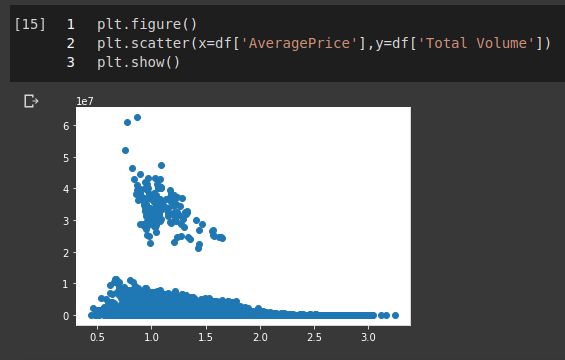 [15] 1 plt.figure()
2 plt.scatter(x=df['AveragePrice'],y=df['Total Volume'])
3 plt.show()
1e7
6
5
4
3
2
1
0
0.5 1.0 1.5 2.0 2.5 3.0